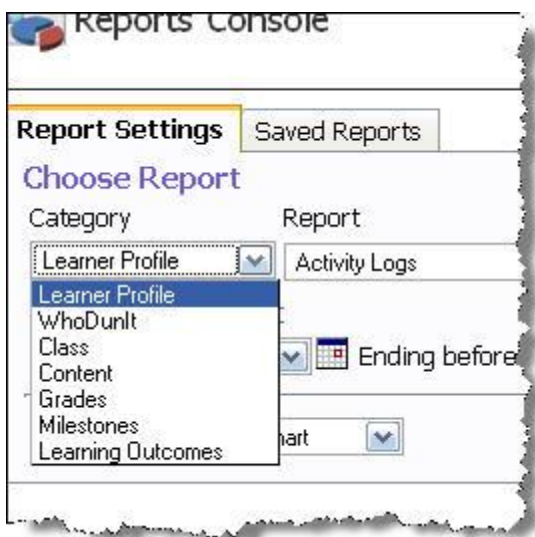 Reports Console
Report Settings Saved Reports
Choose Report
Category Report
Learner Profile Activity Logs
Learner Profile
WhoDunIt
Class
Content
Ending before
Grades
Milestones
Learning Outcomes